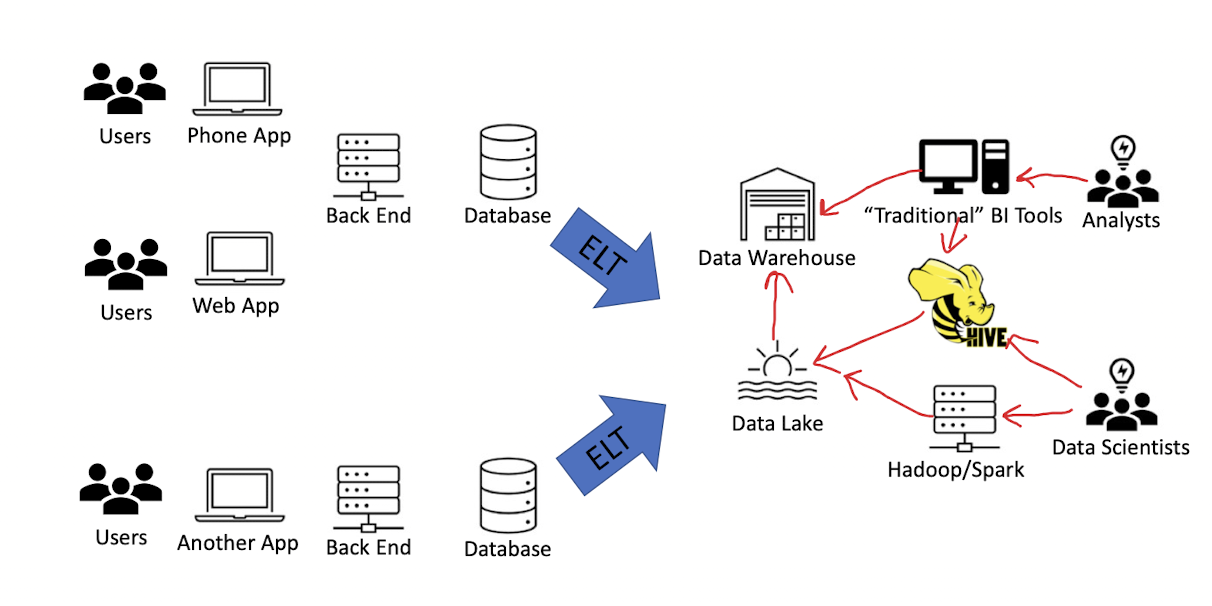 Users
Phone App
Back End
Database
Users
Web App
ELT
Users
Another App
Back End
Database
ELT
Data Warehouse
“Traditional” BI Tools
Analysts
HIVE
Data Lake
Hadoop/Spark
Data Scientists